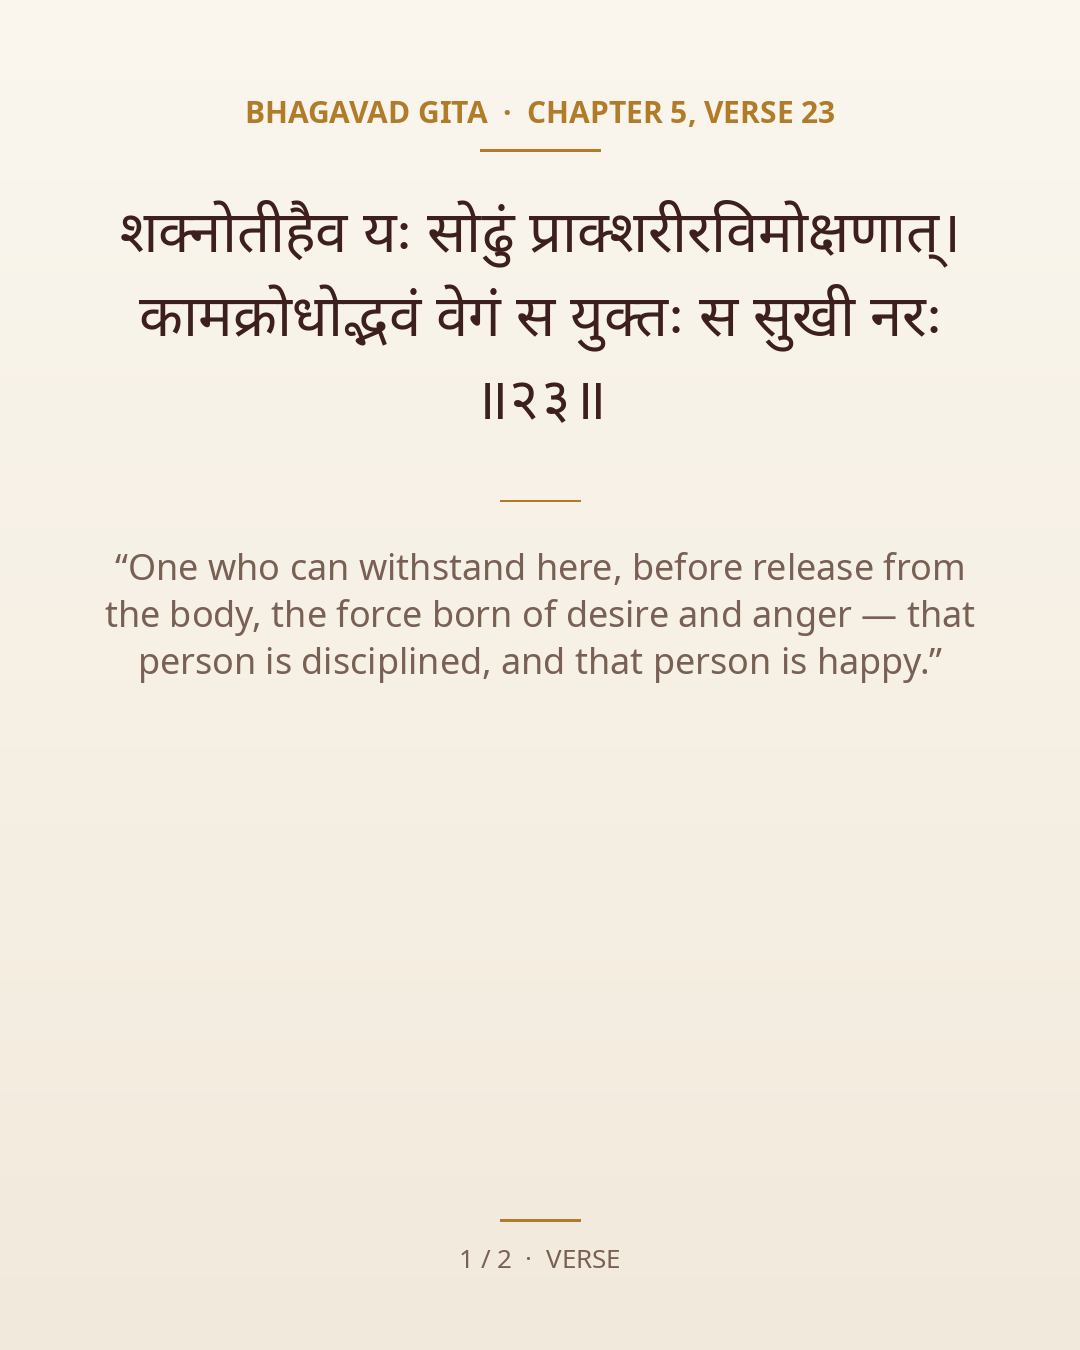 BHAGAVAD GITA · CHAPTER 5, VERSE 23
शक्नोतीहैव यः सोढुं प्राक्शरीरविमोक्षणात्।
कामक्रोधोद्भवं वेगं स युक्तः स सुखी नरः
॥२३॥
“One who can withstand here, before release from
the body, the force born of desire and anger — that
person is disciplined, and that person is happy.”
1 / 2 · VERSE